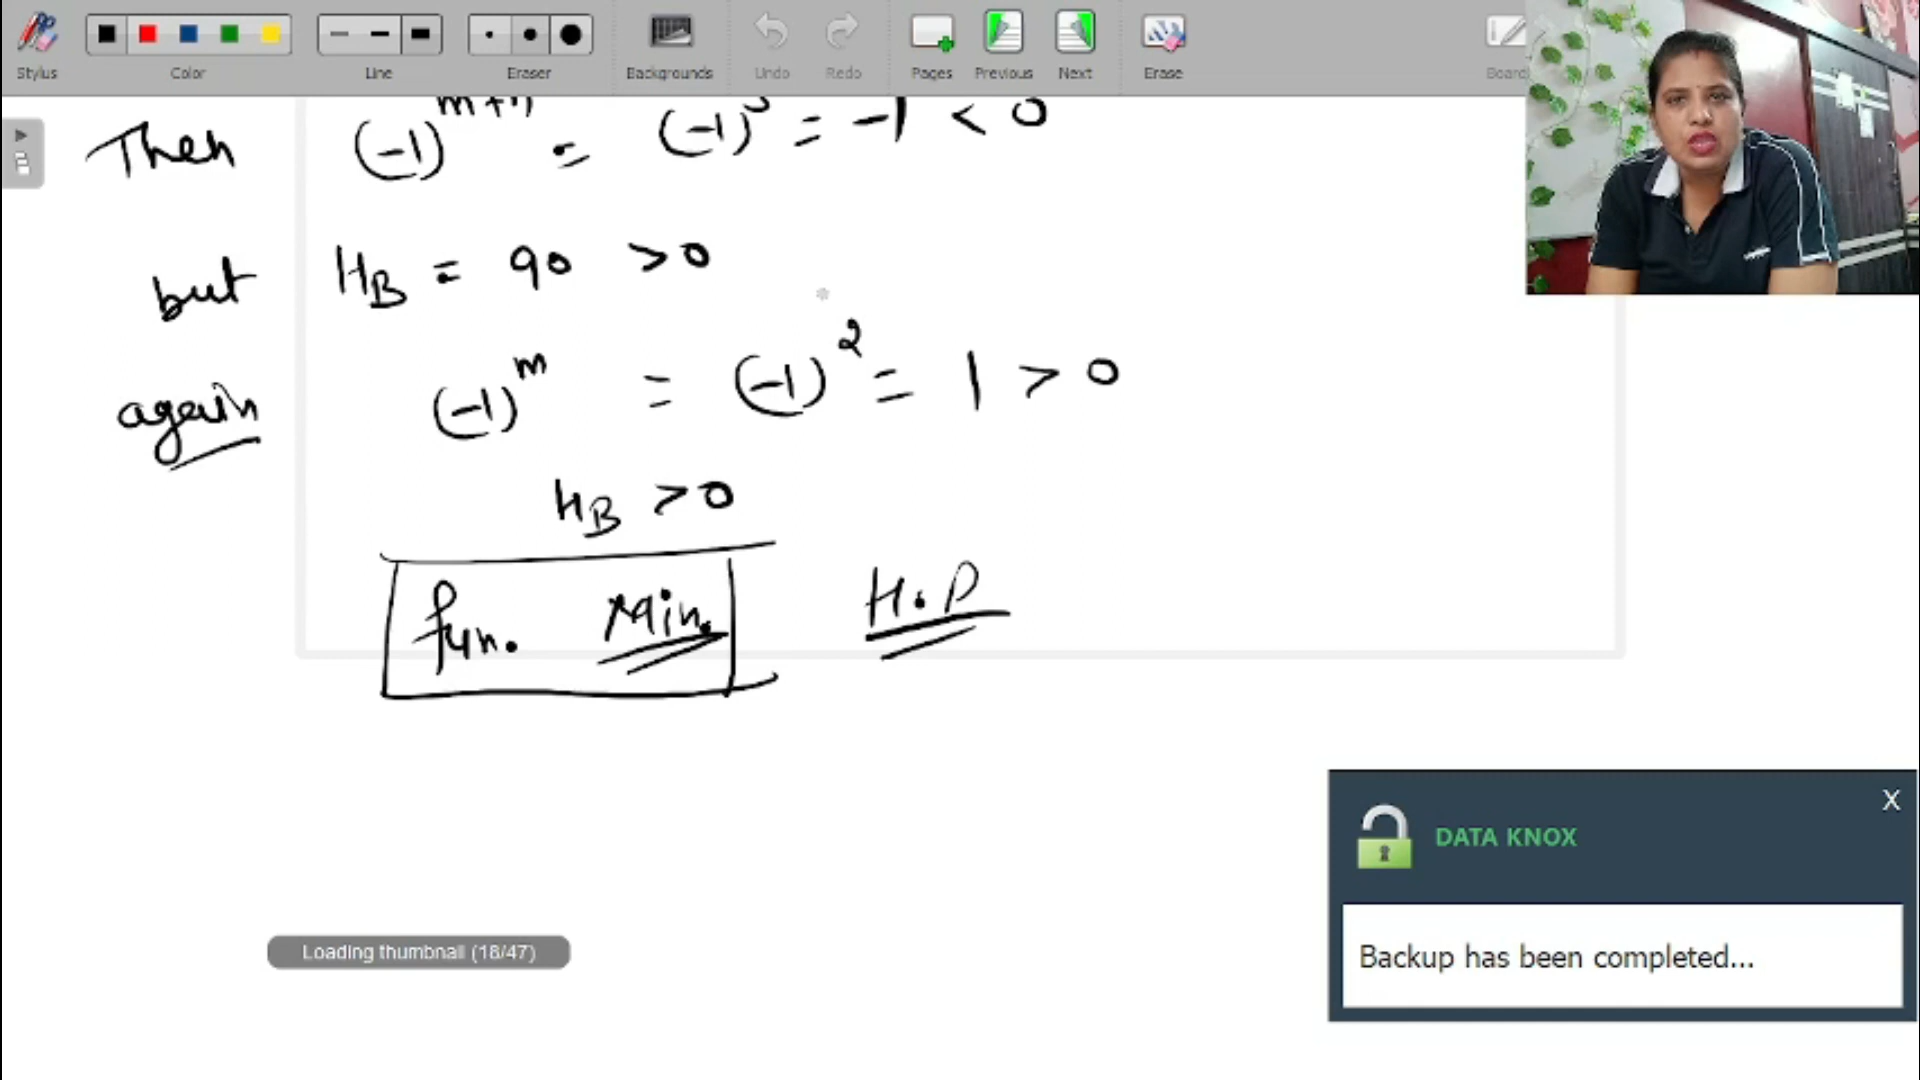 Stylus Color Line Eraser Backgrounds Undo Redo Pages Previous Next Erase Board
Then (-1)^{m+n} = (-1)^3 = -1 < 0
but H_B = 90 > 0
again (-1)^m = (-1)^2 = 1 > 0
H_B > 0
fun. Min. H.P
Loading thumbnail (18/47)
X
DATA KNOX
Backup has been completed...